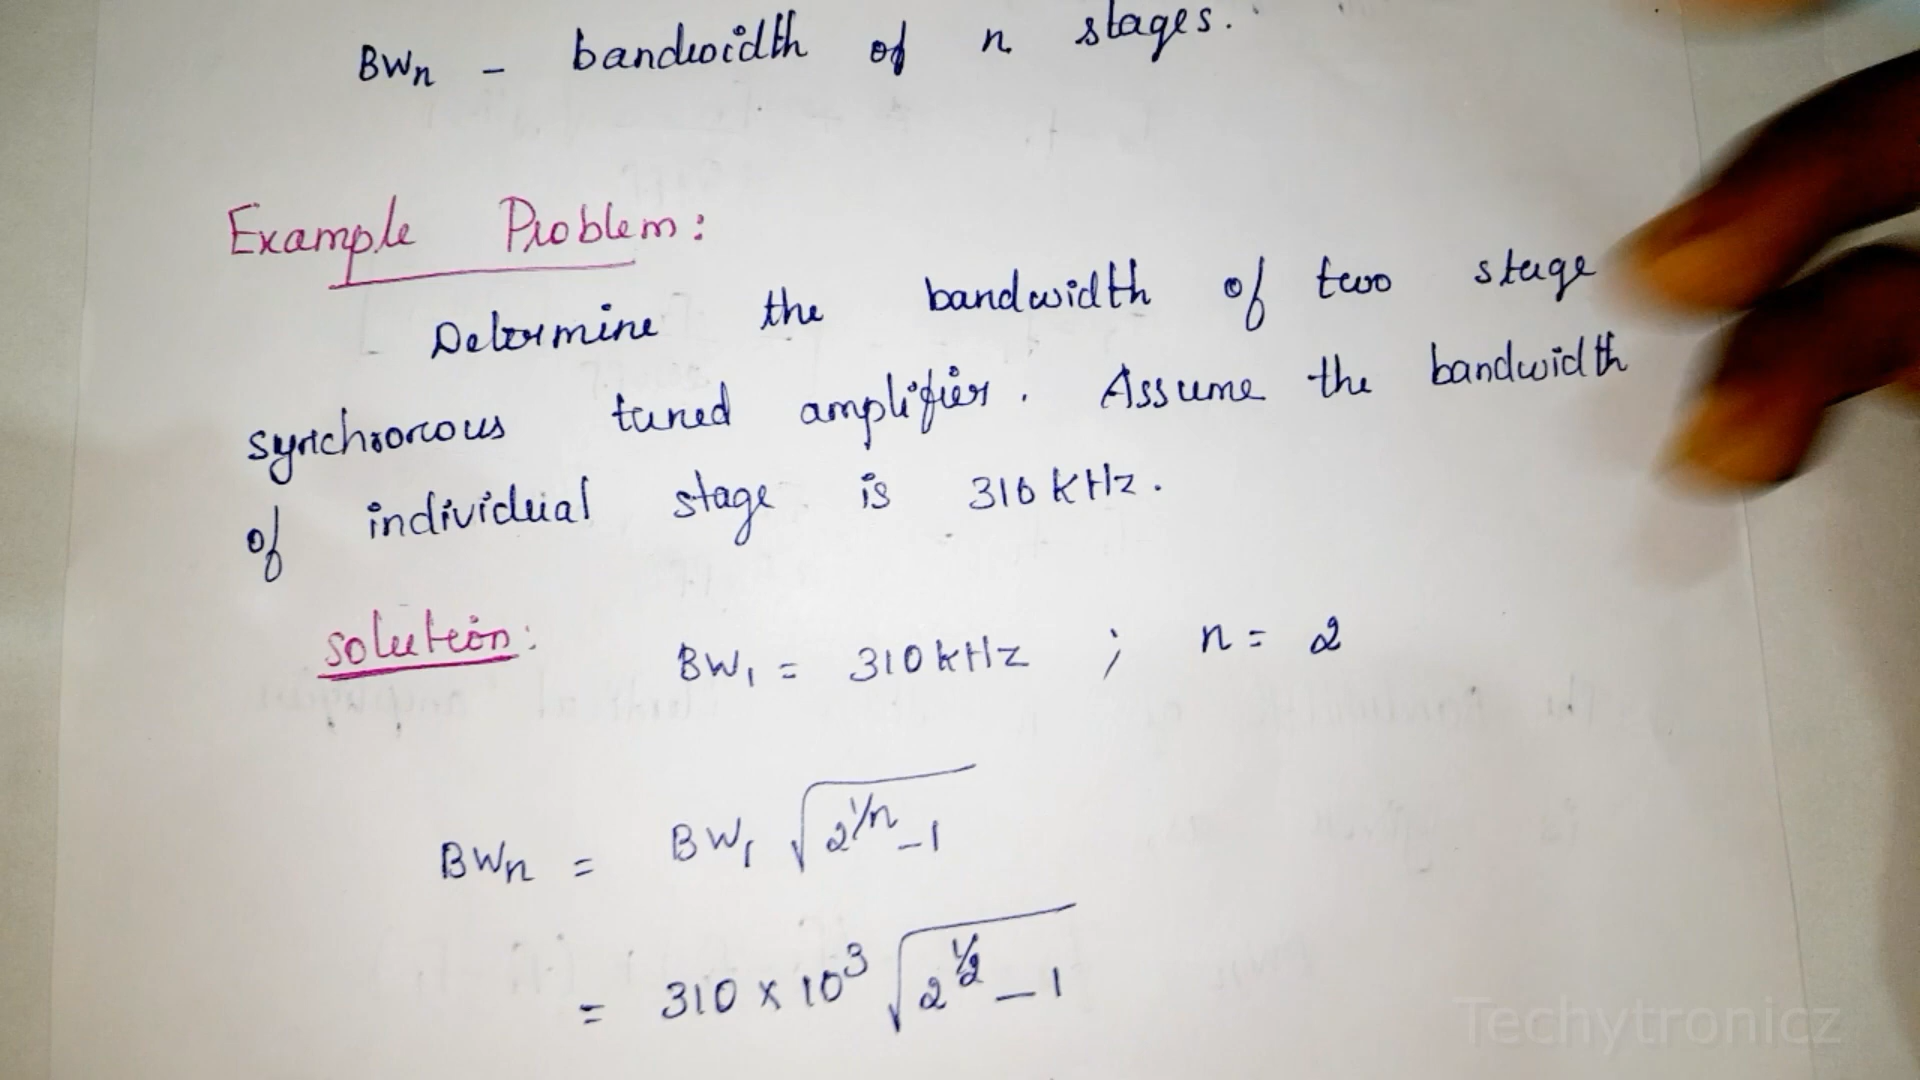 BWn - bandwidth of n stages.
Example Problem:
Determine the bandwidth of two stage
synchronous tuned amplifier. Assume the bandwidth
of individual stage is 310 kHz.
solution: BW₁ = 310 kHz ; n = 2
BWn = BW₁ √(2^(1/n) - 1)
= 310 × 10³ √(2^(1/2) - 1)
Techytronicz